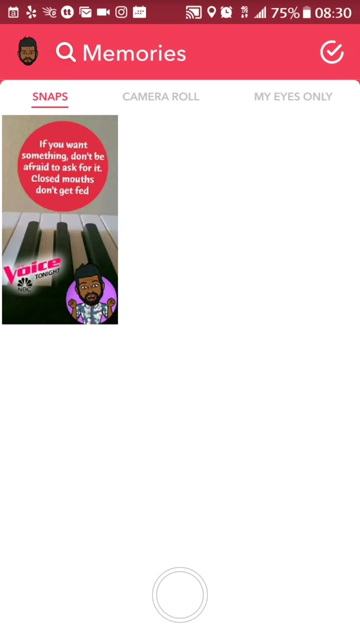 75% 08:30
Memories
SNAPS CAMERA ROLL MY EYES ONLY
If you want
something, don't be
afraid to ask for it.
Closed mouths
don't get fed
Voice
TONIGHT
NBC